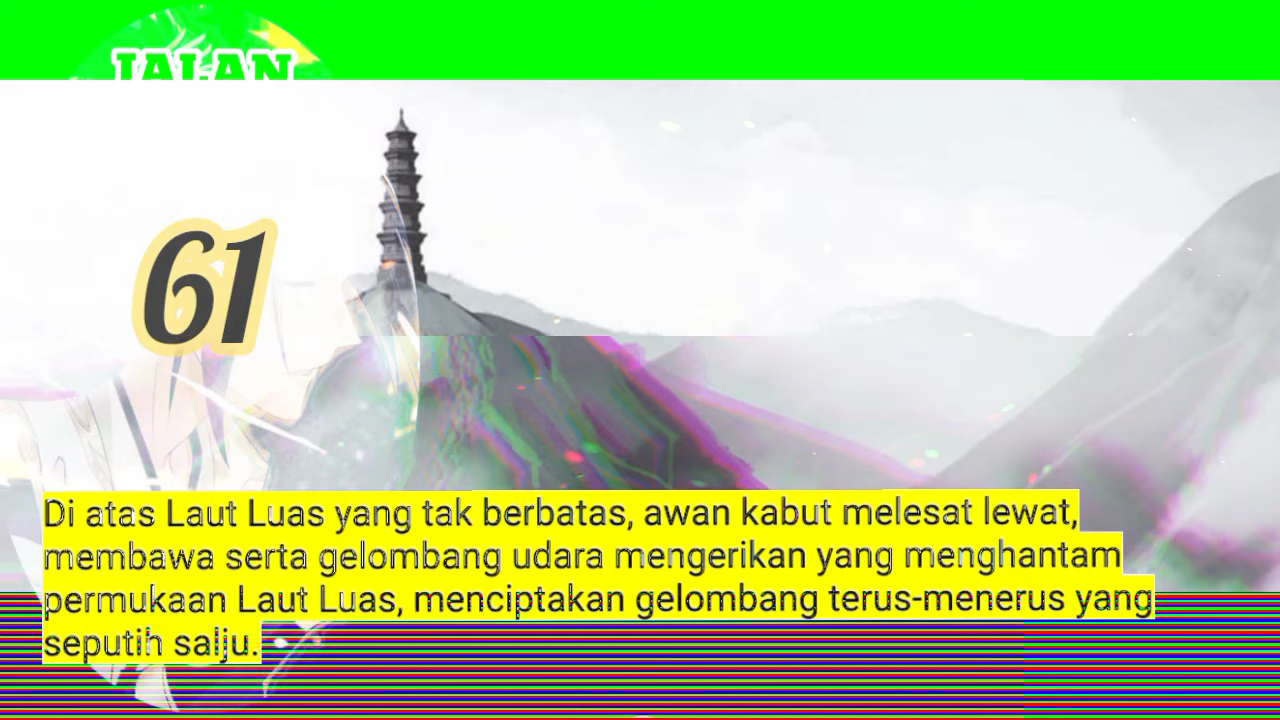 JALAN
61
Di atas Laut Luas yang tak berbatas, awan kabut melesat lewat,
membawa serta gelombang udara mengerikan yang menghantam
permukaan Laut Luas, menciptakan gelombang terus-menerus yang
seputih salju.